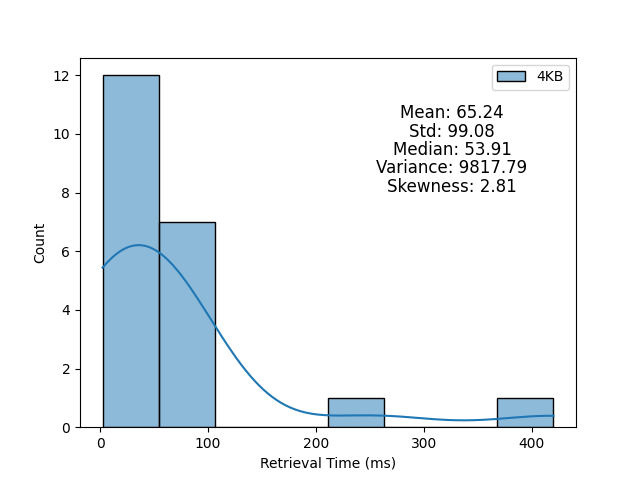 4KB
Mean: 65.24
Std: 99.08
Median: 53.91
Variance: 9817.79
Skewness: 2.81
12
10
8
6
4
2
0
Count
0 100 200 300 400
Retrieval Time (ms)